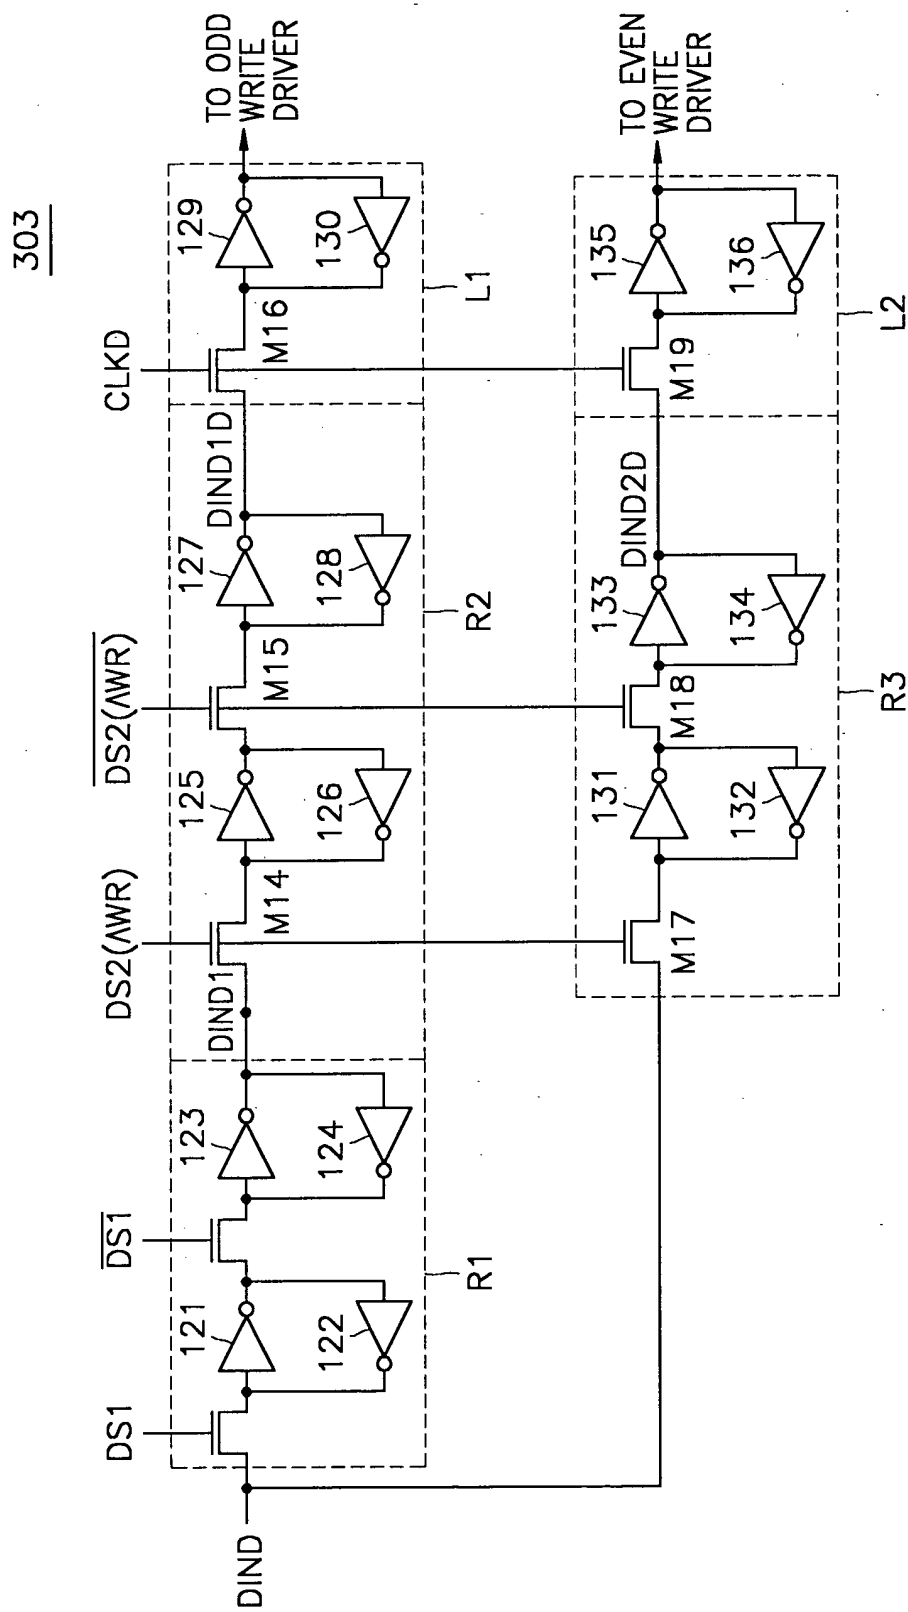 303
DS1
DS1
DS2(ΛWR)
DS2(ΛWR)
CLKD
DIND
121
123
DIND1
125
127
DIND1D
129
TO ODD
WRITE
DRIVER
122
124
M14
126
M15
128
M16
130
R1
R2
L1
131
133
DIND2D
135
TO EVEN
WRITE
DRIVER
M17
132
M18
134
M19
136
R3
L2